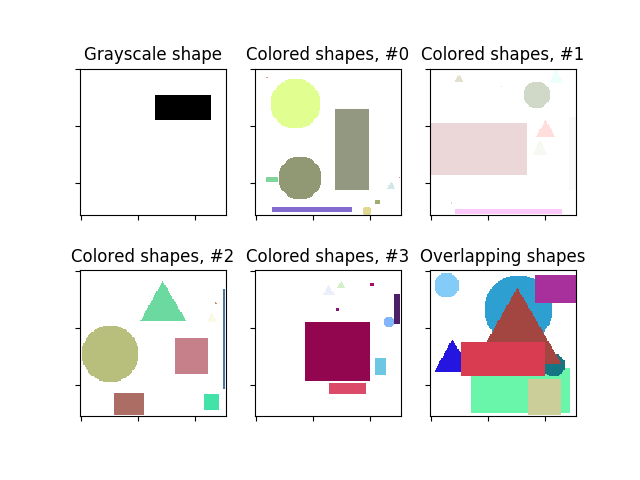 Grayscale shape
Colored shapes, #0
Colored shapes, #1
Colored shapes, #2
Colored shapes, #3
Overlapping shapes